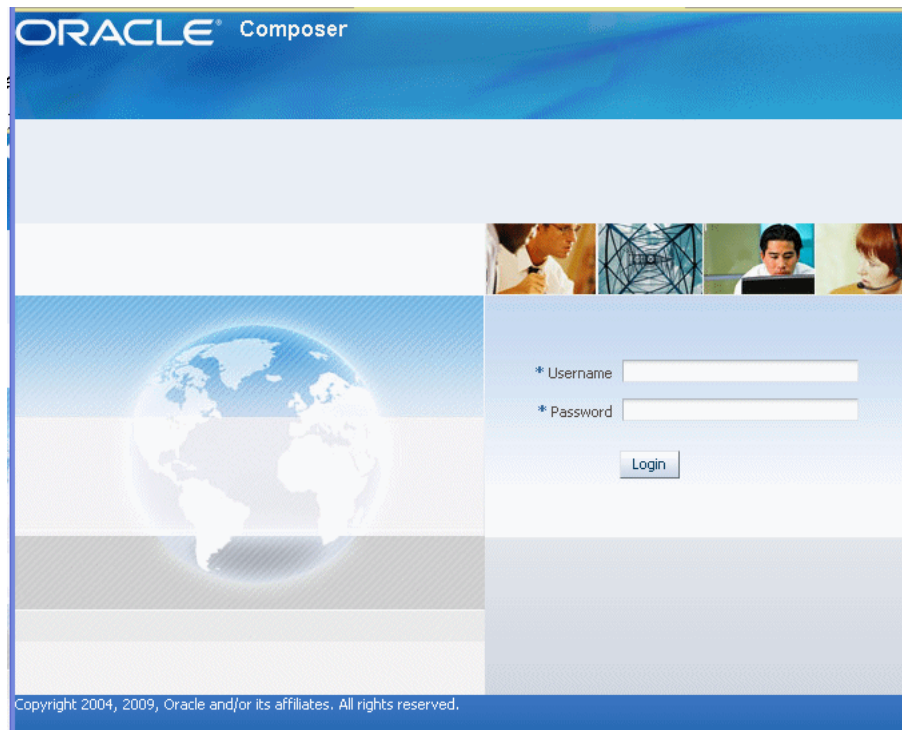 ORACLE® Composer
* Username
* Password
Login
Copyright 2004, 2009, Oracle and/or its affiliates. All rights reserved.